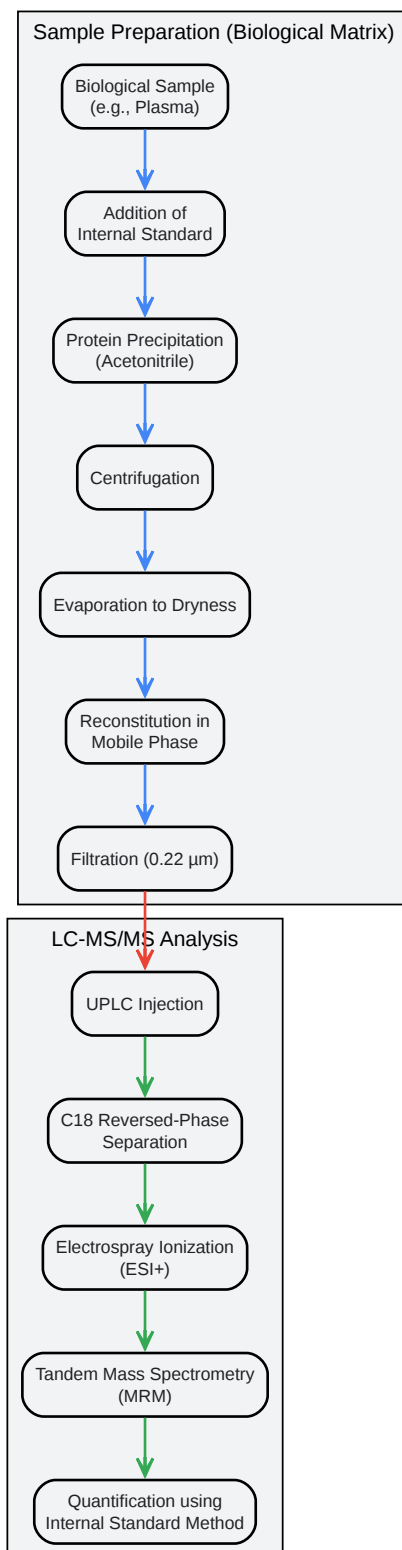 Sample Preparation (Biological Matrix)
Biological Sample
(e.g., Plasma)
Addition of
Internal Standard
Protein Precipitation
(Acetonitrile)
Centrifugation
Evaporation to Dryness
Reconstitution in
Mobile Phase
Filtration (0.22 µm)
LC-MS/MS Analysis
UPLC Injection
C18 Reversed-Phase
Separation
Electrospray Ionization
(ESI+)
Tandem Mass Spectrometry
(MRM)
Quantification using
Internal Standard Method